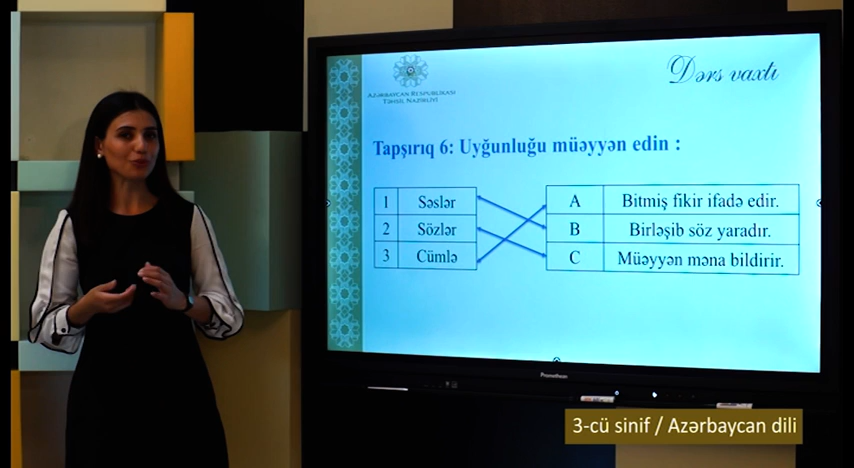 Azərbaycan Respublikası
Təhsil Nazirliyi
Dərs vaxtı
Tapşırıq 6: Uyğunluğu müəyyən edin :
1 Səslər
2 Sözlər
3 Cümlə
A Bitmiş fikir ifadə edir.
B Birləşib söz yaradır.
C Müəyyən məna bildirir.
Promethean
3-cü sinif / Azərbaycan dili